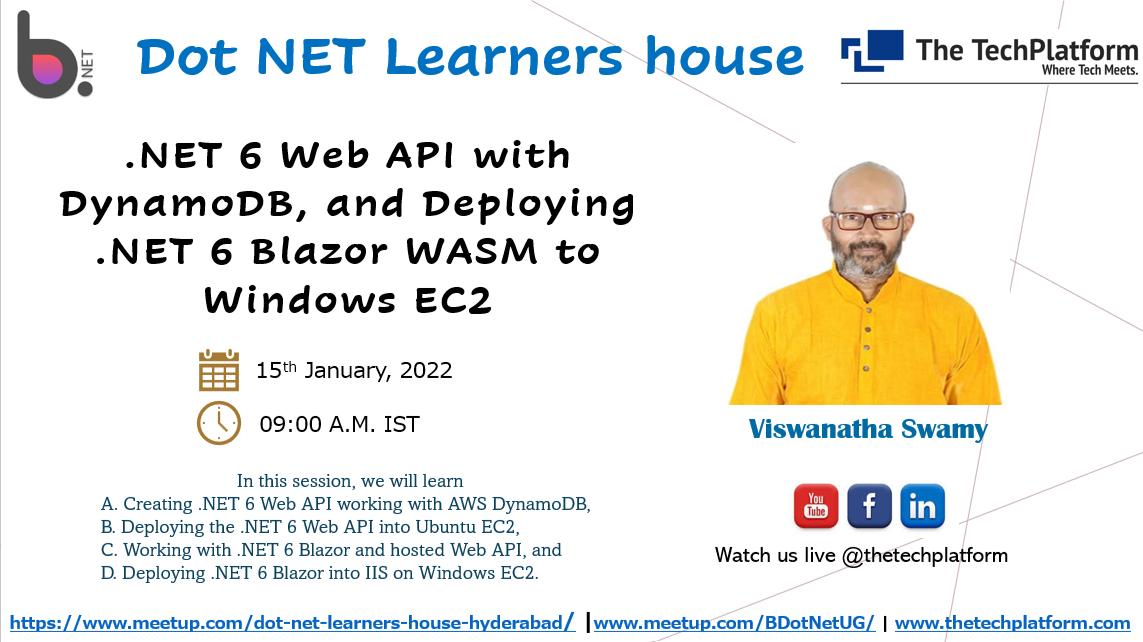 b.NET
Dot NET Learners house
The TechPlatform
Where Tech Meets.
.NET 6 Web API with
DynamoDB, and Deploying
.NET 6 Blazor WASM to
Windows EC2
15th January, 2022
09:00 A.M. IST
Viswanatha Swamy
In this session, we will learn
A. Creating .NET 6 Web API working with AWS DynamoDB,
B. Deploying the .NET 6 Web API into Ubuntu EC2,
C. Working with .NET 6 Blazor and hosted Web API, and
D. Deploying .NET 6 Blazor into IIS on Windows EC2.
You
Tube
f
in
Watch us live @thetechplatform
https://www.meetup.com/dot-net-learners-house-hyderabad/ | www.meetup.com/BDotNetUG/ | www.thetechplatform.com